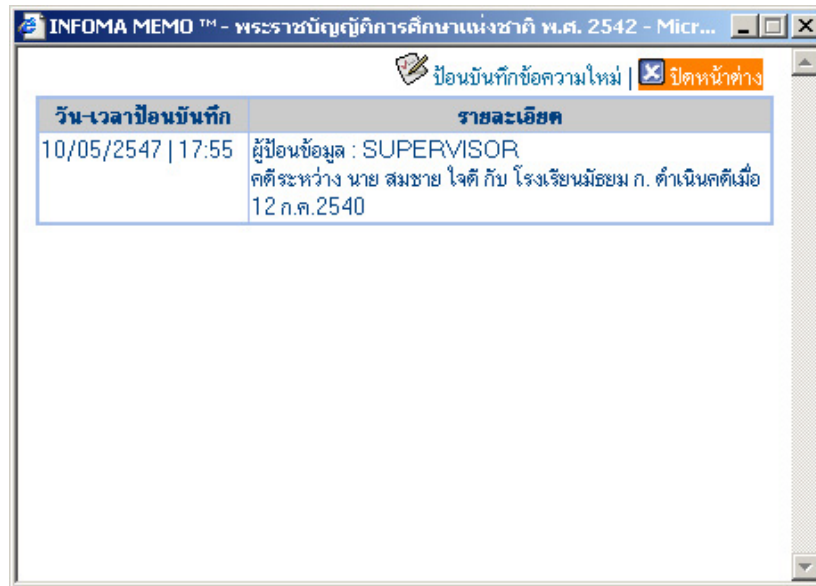 INFOMA MEMO ™ - พระราชบัญญัติการศึกษาแห่งชาติ พ.ศ. 2542 - Micr...
ป้อนบันทึกข้อความใหม่ | ปิดหน้าต่าง
วัน-เวลาป้อนบันทึก รายละเอียด
10/05/2547 | 17:55 ผู้ป้อนข้อมูล : SUPERVISOR
คดีระหว่าง นาย สมชาย ใจดี กับ โรงเรียนมัธยม ก. ดำเนินคดีเมื่อ
12 ก.ค.2540